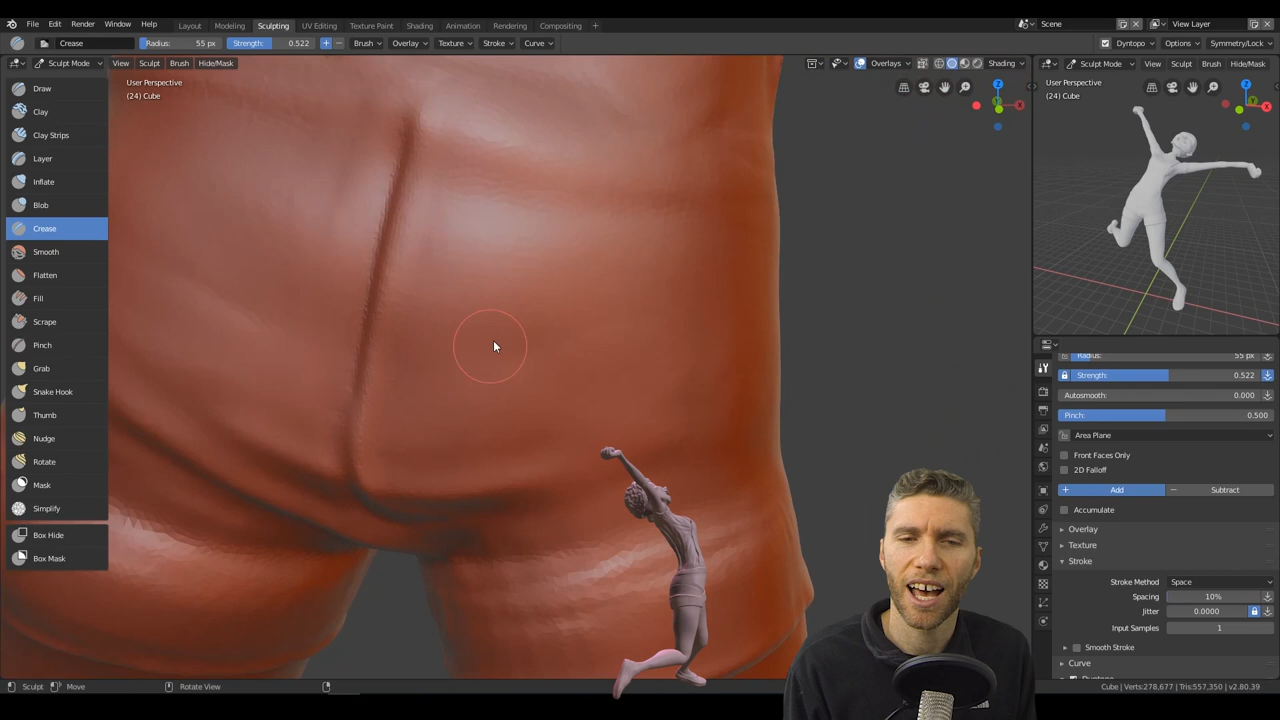 File Edit Render Window Help Layout Modeling Sculpting UV Editing Texture Paint Shading Animation Rendering Compositing + Scene View Layer
Crease Radius: 55 px Strength: 0.522 Brush Overlay Texture Stroke Curve Dyntopo Options Symmetry/Lock
Sculpt Mode View Sculpt Brush Hide/Mask Overlays Shading Sculpt Mode View Sculpt Brush Hide/Mask
User Perspective
(24) Cube
User Perspective
(24) Cube
Draw
Clay
Clay Strips
Layer
Inflate
Blob
Crease
Smooth
Flatten
Fill
Scrape
Pinch
Grab
Snake Hook
Thumb
Nudge
Rotate
Mask
Simplify
Box Hide
Box Mask
Z
X
Y
Z
X
Y
Radius: 55 px
Strength: 0.522
Autosmooth: 0.000
Pinch: 0.500
Area Plane
Front Faces Only
2D Falloff
Add Subtract
Accumulate
Overlay
Texture
Stroke
Stroke Method Space
Spacing 10%
Jitter 0.0000
Input Samples 1
Smooth Stroke
Curve
Sculpt Move Rotate View Cube | Verts:278,677 | Tris:557,350 | v2.80.39